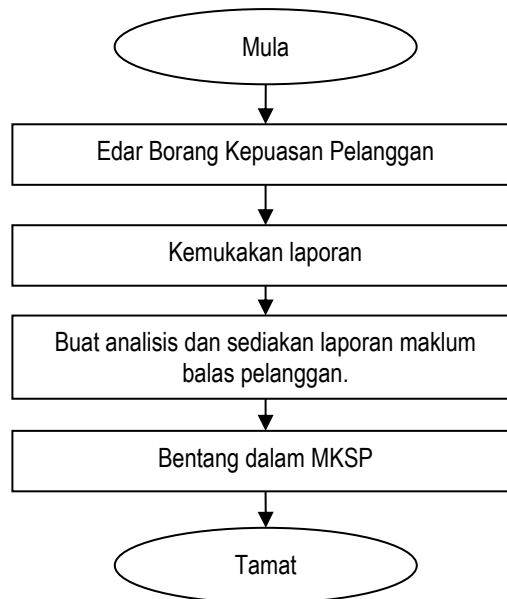 Mula
Edar Borang Kepuasan Pelanggan
Kemukakan laporan
Buat analisis dan sediakan laporan maklum
balas pelanggan.
Bentang dalam MKSP
Tamat